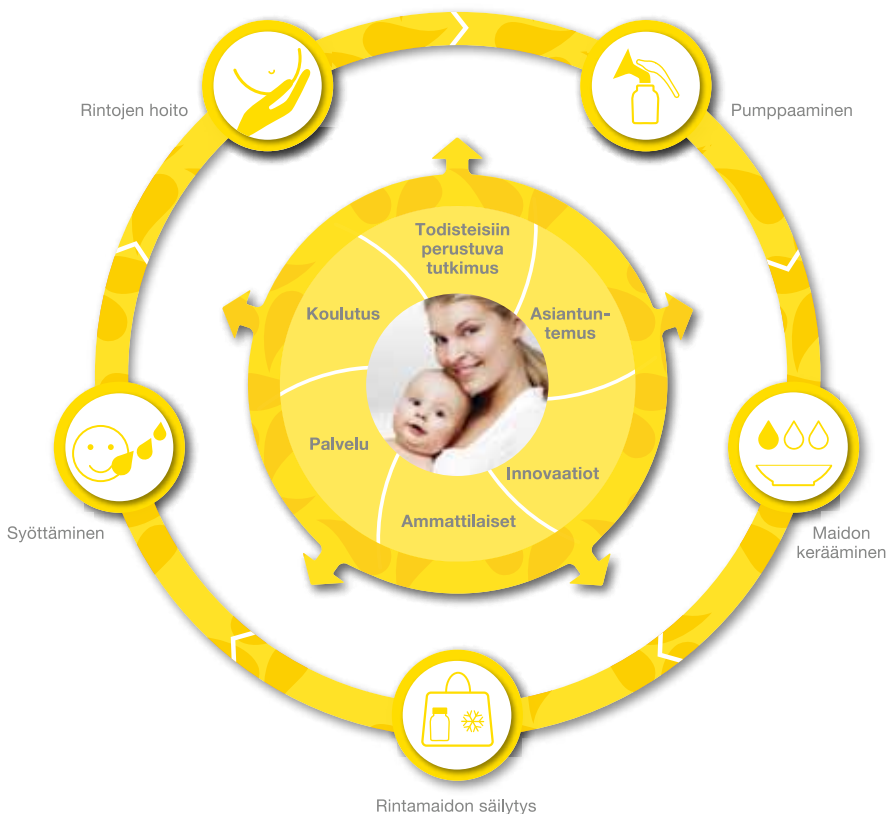 Rintojen hoito
Pumppaaminen
Todisteisiin
perustuva
tutkimus
Koulutus
Asiantun-
temus
Palvelu
Innovaatiot
Ammattilaiset
Syöttäminen
Maidon
kerääminen
Rintamaidon säilytys